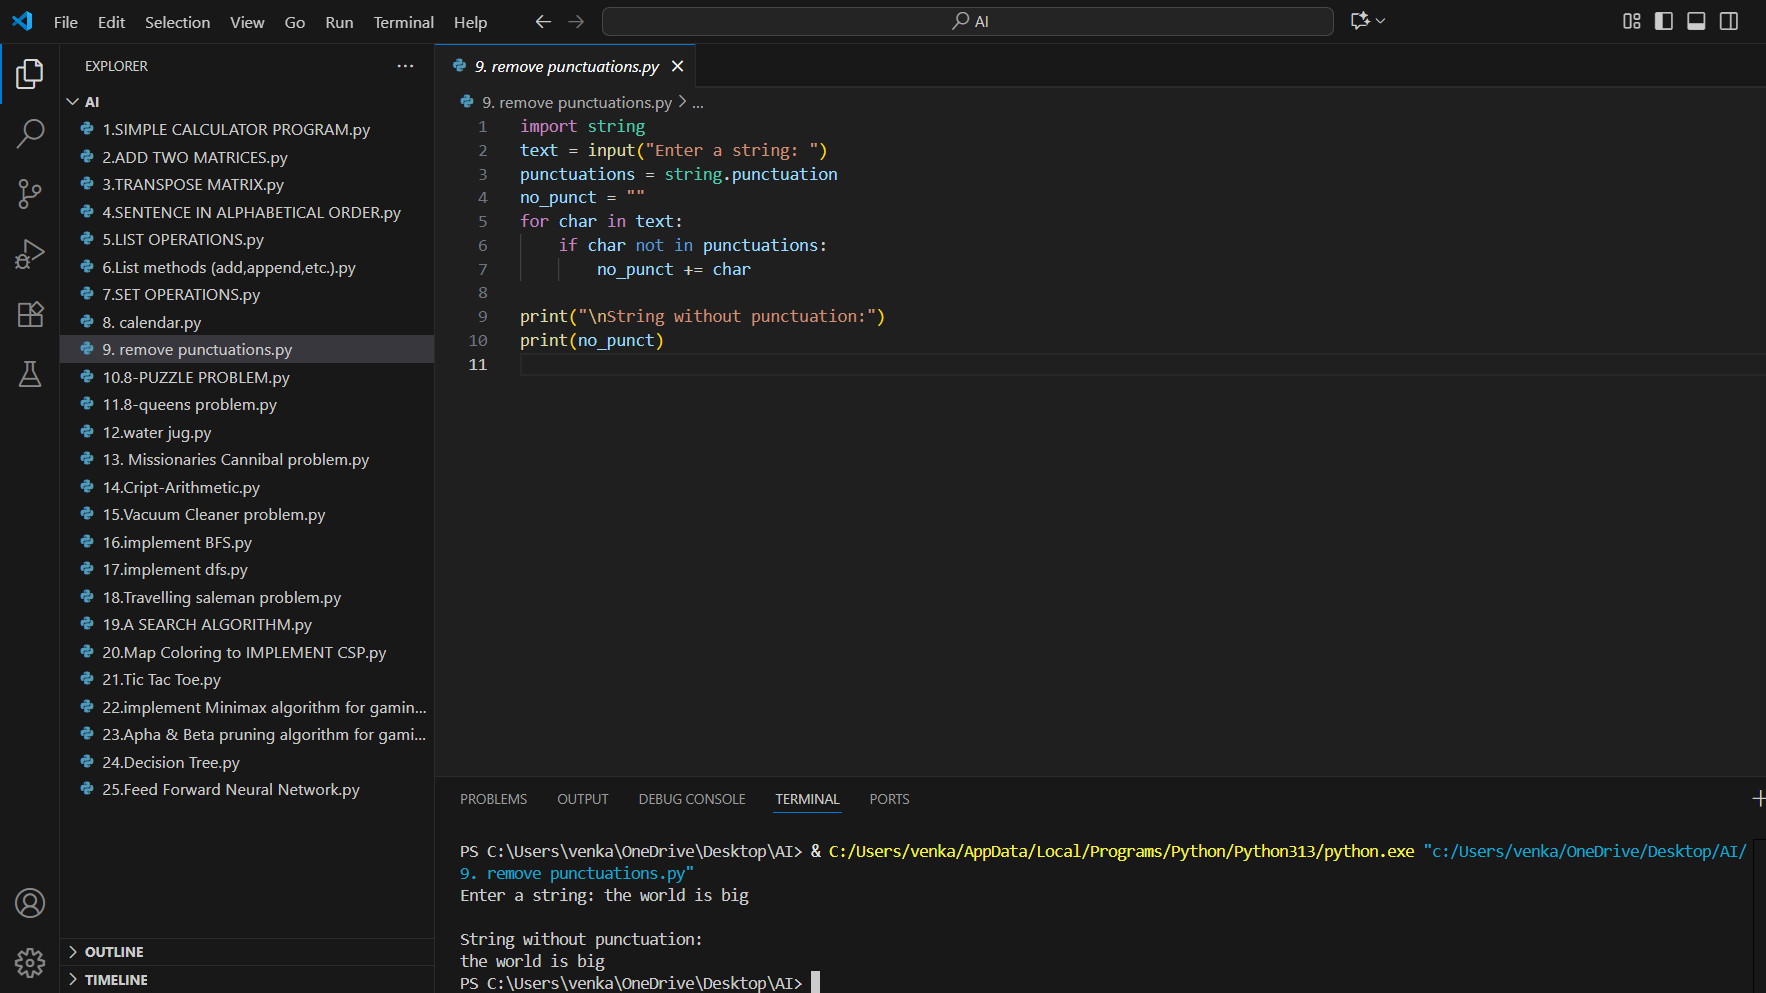 File Edit Selection View Go Run Terminal Help
AI
EXPLORER
AI
1.SIMPLE CALCULATOR PROGRAM.py
2.ADD TWO MATRICES.py
3.TRANSPOSE MATRIX.py
4.SENTENCE IN ALPHABETICAL ORDER.py
5.LIST OPERATIONS.py
6.List methods (add,append,etc.).py
7.SET OPERATIONS.py
8. calendar.py
9. remove punctuations.py
10.8-PUZZLE PROBLEM.py
11.8-queens problem.py
12.water jug.py
13. Missionaries Cannibal problem.py
14.Cript-Arithmetic.py
15.Vacuum Cleaner problem.py
16.implement BFS.py
17.implement dfs.py
18.Travelling saleman problem.py
19.A SEARCH ALGORITHM.py
20.Map Coloring to IMPLEMENT CSP.py
21.Tic Tac Toe.py
22.implement Minimax algorithm for gamin...
23.Apha & Beta pruning algorithm for gami...
24.Decision Tree.py
25.Feed Forward Neural Network.py
OUTLINE
TIMELINE
9. remove punctuations.py
9. remove punctuations.py > ...
1 import string
2 text = input("Enter a string: ")
3 punctuations = string.punctuation
4 no_punct = ""
5 for char in text:
6     if char not in punctuations:
7         no_punct += char
8
9 print("\nString without punctuation:")
10 print(no_punct)
11
PROBLEMS OUTPUT DEBUG CONSOLE TERMINAL PORTS
PS C:\Users\venka\OneDrive\Desktop\AI> & C:/Users/venka/AppData/Local/Programs/Python/Python313/python.exe "c:/Users/venka/OneDrive/Desktop/AI/
9. remove punctuations.py"
Enter a string: the world is big
String without punctuation:
the world is big
PS C:\Users\venka\OneDrive\Desktop\AI>